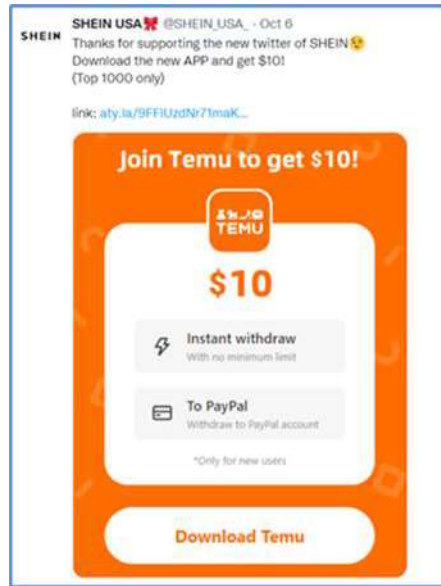 SHEIN USA🎀 @SHEIN_USA_ · Oct 6
SHEIN
Thanks for supporting the new twitter of SHEIN😉
Download the new APP and get $10!
(Top 1000 only)
link: aty.la/9FFlUzdNr71maK...
Join Temu to get $10!
TEMU
$10
Instant withdraw
With no minimum limit
To PayPal
Withdraw to PayPal account
*Only for new users
Download Temu